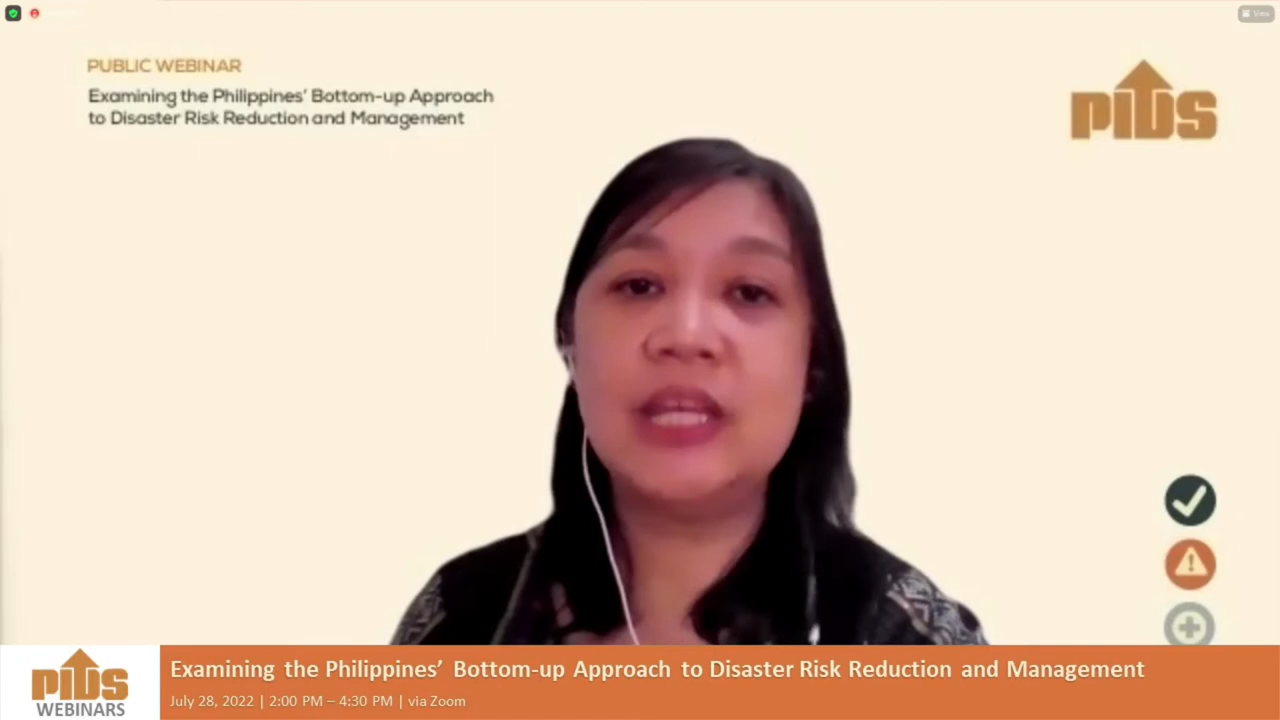 View
PUBLIC WEBINAR
Examining the Philippines' Bottom-up Approach
to Disaster Risk Reduction and Management
PIDS
PIDS
WEBINARS
Examining the Philippines' Bottom-up Approach to Disaster Risk Reduction and Management
July 28, 2022 | 2:00 PM – 4:30 PM | via Zoom